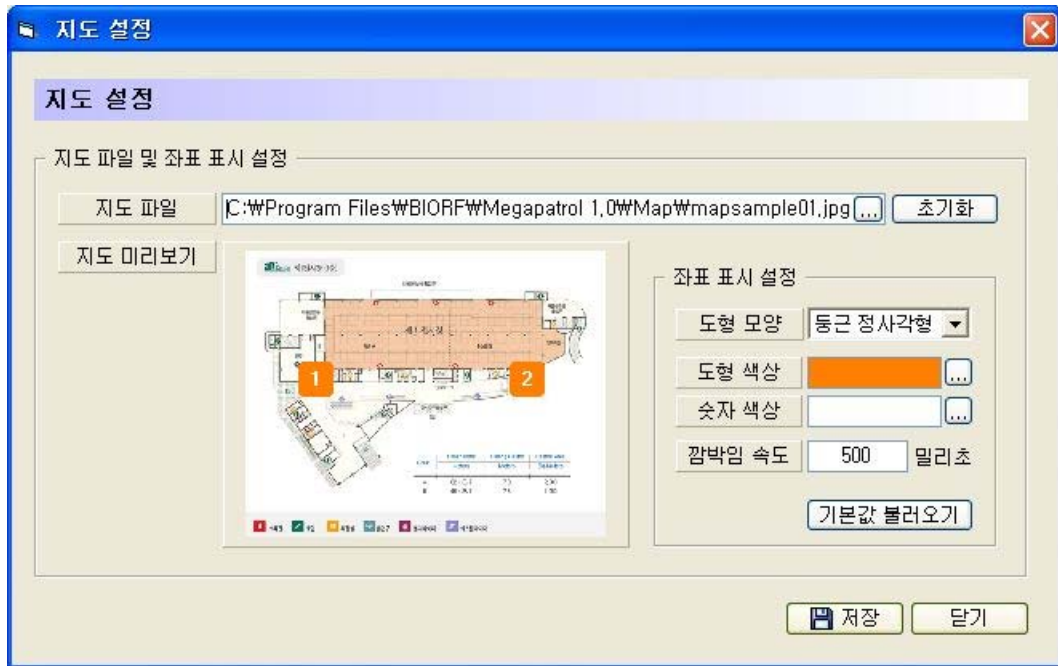 지도 설정
지도 설정
지도 파일 및 좌표 표시 설정
지도 파일 C:₩Program Files₩BIORF₩Megapatrol 1.0₩Map₩mapsample01.jpg ... 초기화
지도 미리보기
좌표 표시 설정
도형 모양 둥근 정사각형
도형 색상 ...
숫자 색상 ...
깜박임 속도 500 밀리초
기본값 불러오기
1 2
저장 닫기